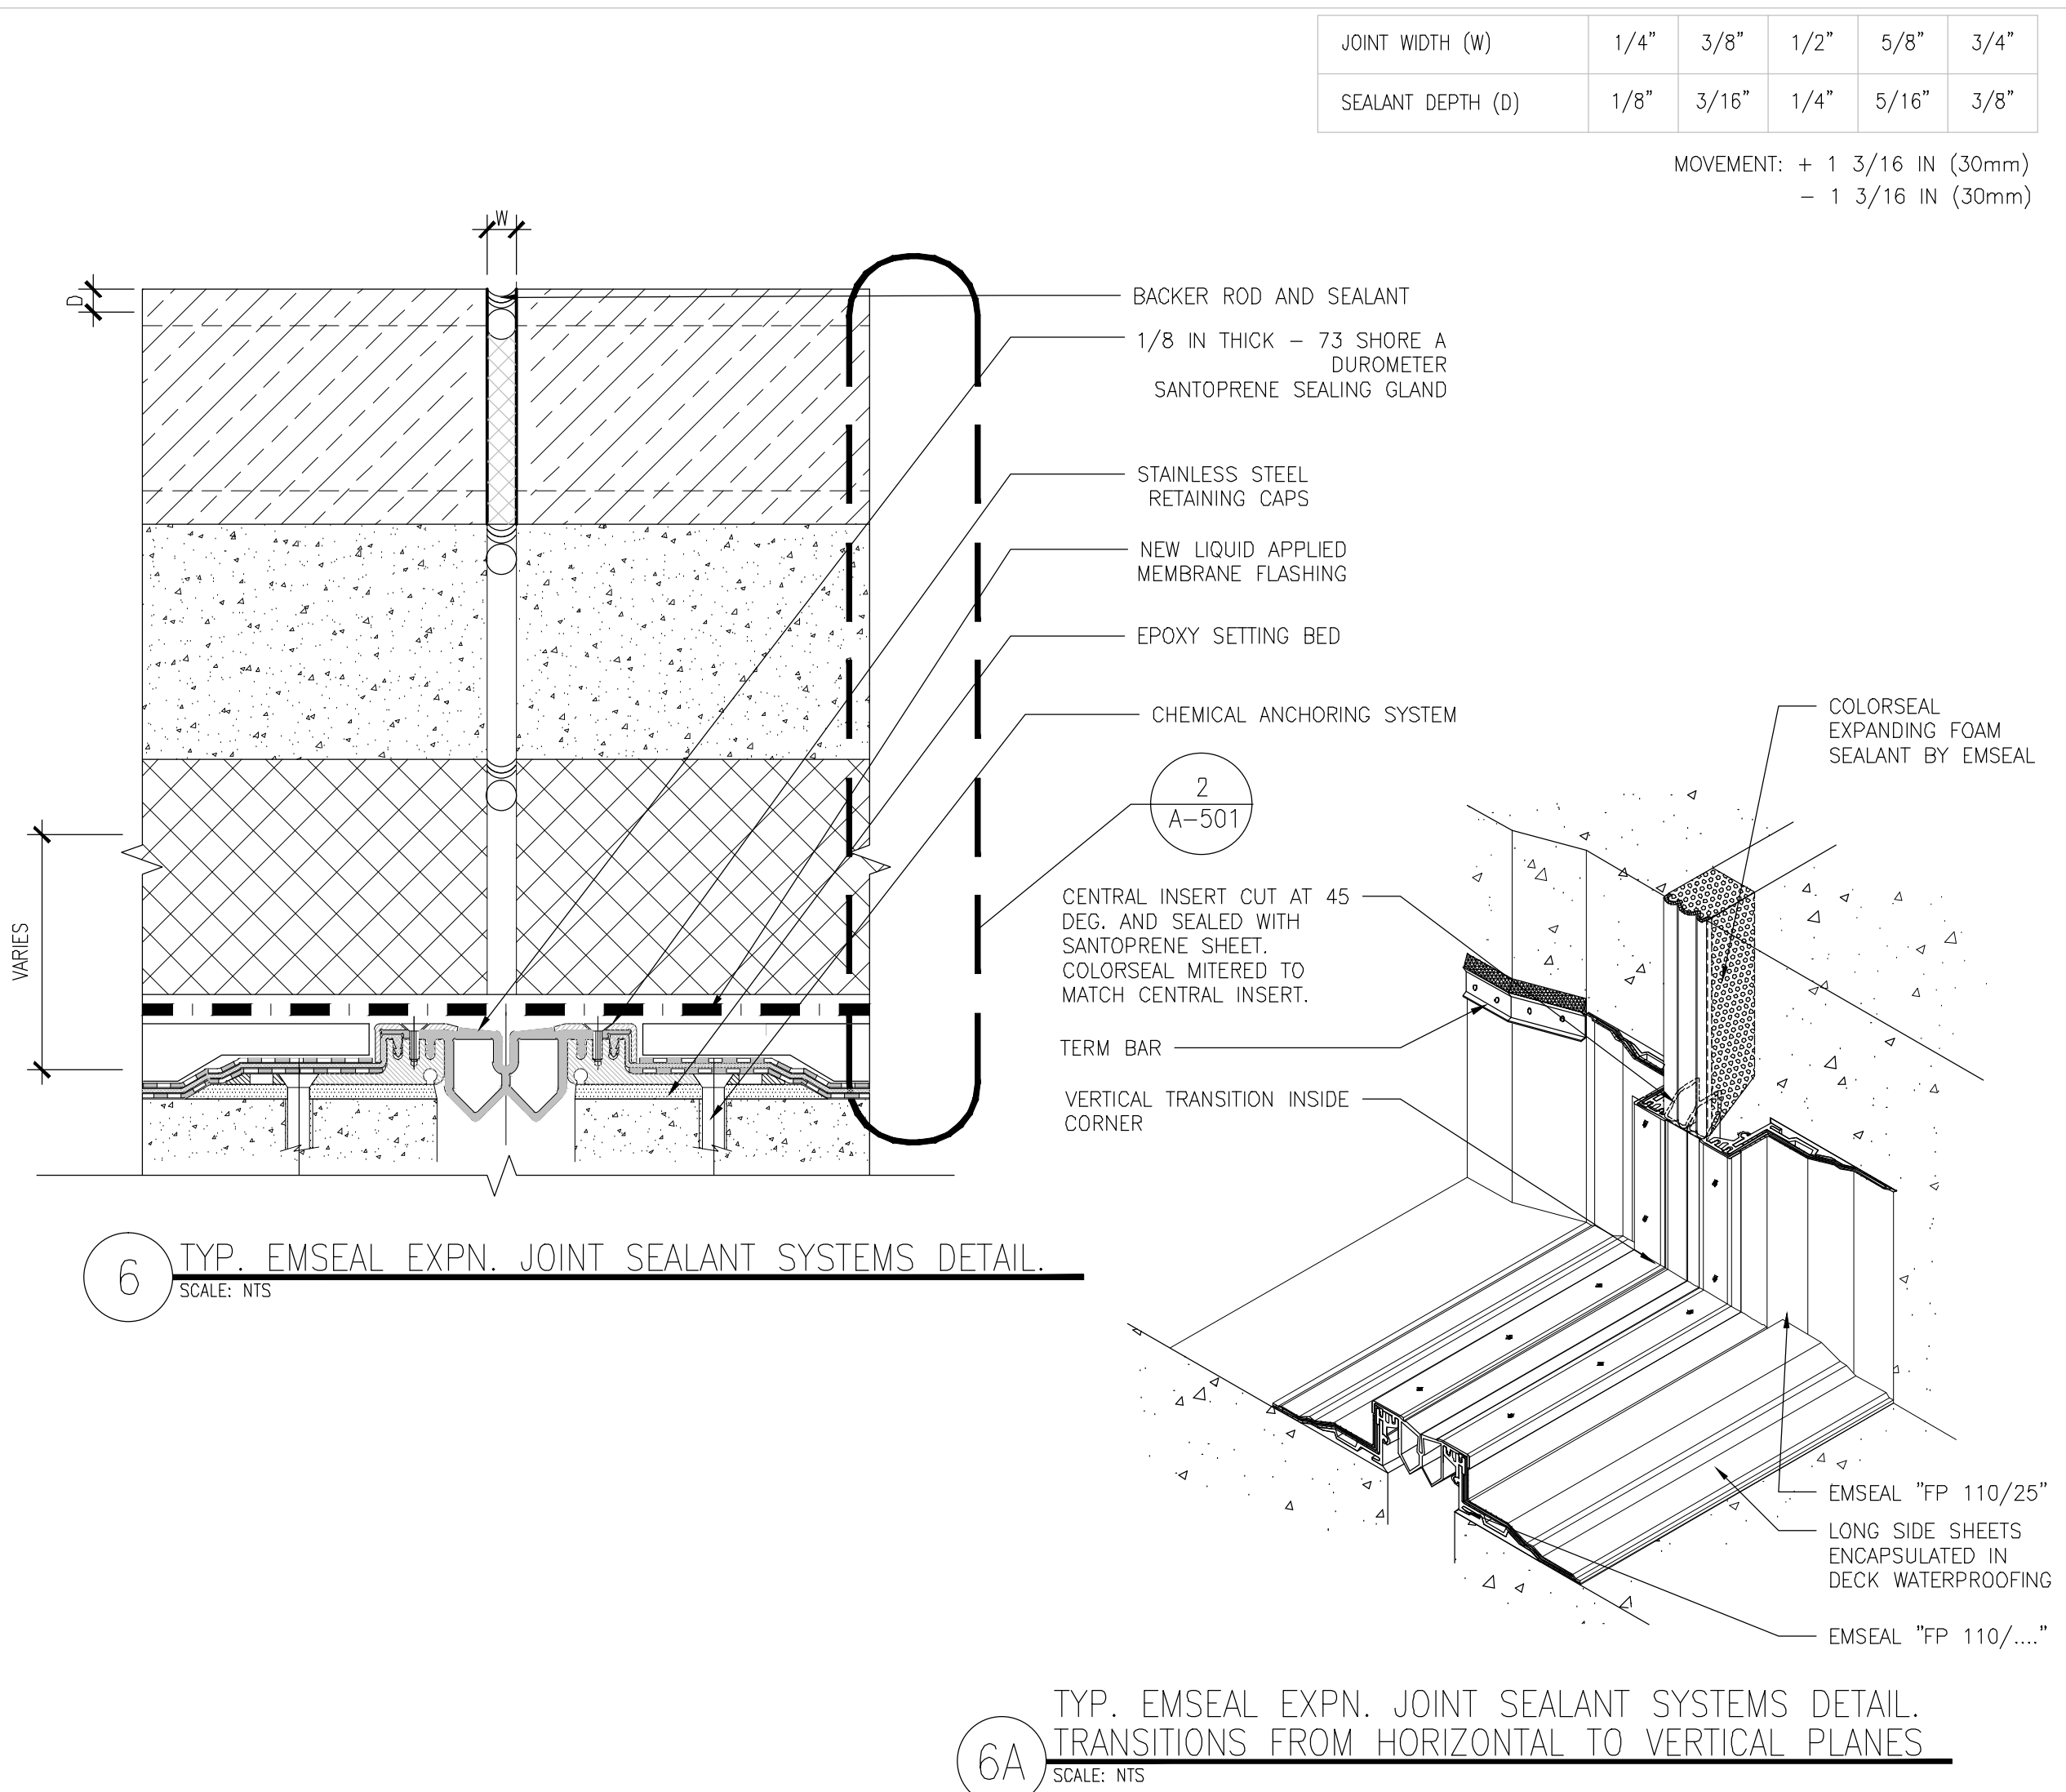 JOINT WIDTH (W) 1/4" 3/8" 1/2" 5/8" 3/4"
SEALANT DEPTH (D) 1/8" 3/16" 1/4" 5/16" 3/8"
MOVEMENT: + 1 3/16 IN (30mm)
– 1 3/16 IN (30mm)
W
D
BACKER ROD AND SEALANT
1/8 IN THICK – 73 SHORE A
DUROMETER
SANTOPRENE SEALING GLAND
STAINLESS STEEL
RETAINING CAPS
NEW LIQUID APPLIED
MEMBRANE FLASHING
EPOXY SETTING BED
CHEMICAL ANCHORING SYSTEM
2
A–501
VARIES
COLORSEAL
EXPANDING FOAM
SEALANT BY EMSEAL
CENTRAL INSERT CUT AT 45
DEG. AND SEALED WITH
SANTOPRENE SHEET.
COLORSEAL MITERED TO
MATCH CENTRAL INSERT.
TERM BAR
VERTICAL TRANSITION INSIDE
CORNER
6
TYP. EMSEAL EXPN. JOINT SEALANT SYSTEMS DETAIL.
SCALE: NTS
EMSEAL "FP 110/25"
LONG SIDE SHEETS
ENCAPSULATED IN
DECK WATERPROOFING
EMSEAL "FP 110/...."
6A
TYP. EMSEAL EXPN. JOINT SEALANT SYSTEMS DETAIL.
TRANSITIONS FROM HORIZONTAL TO VERTICAL PLANES
SCALE: NTS